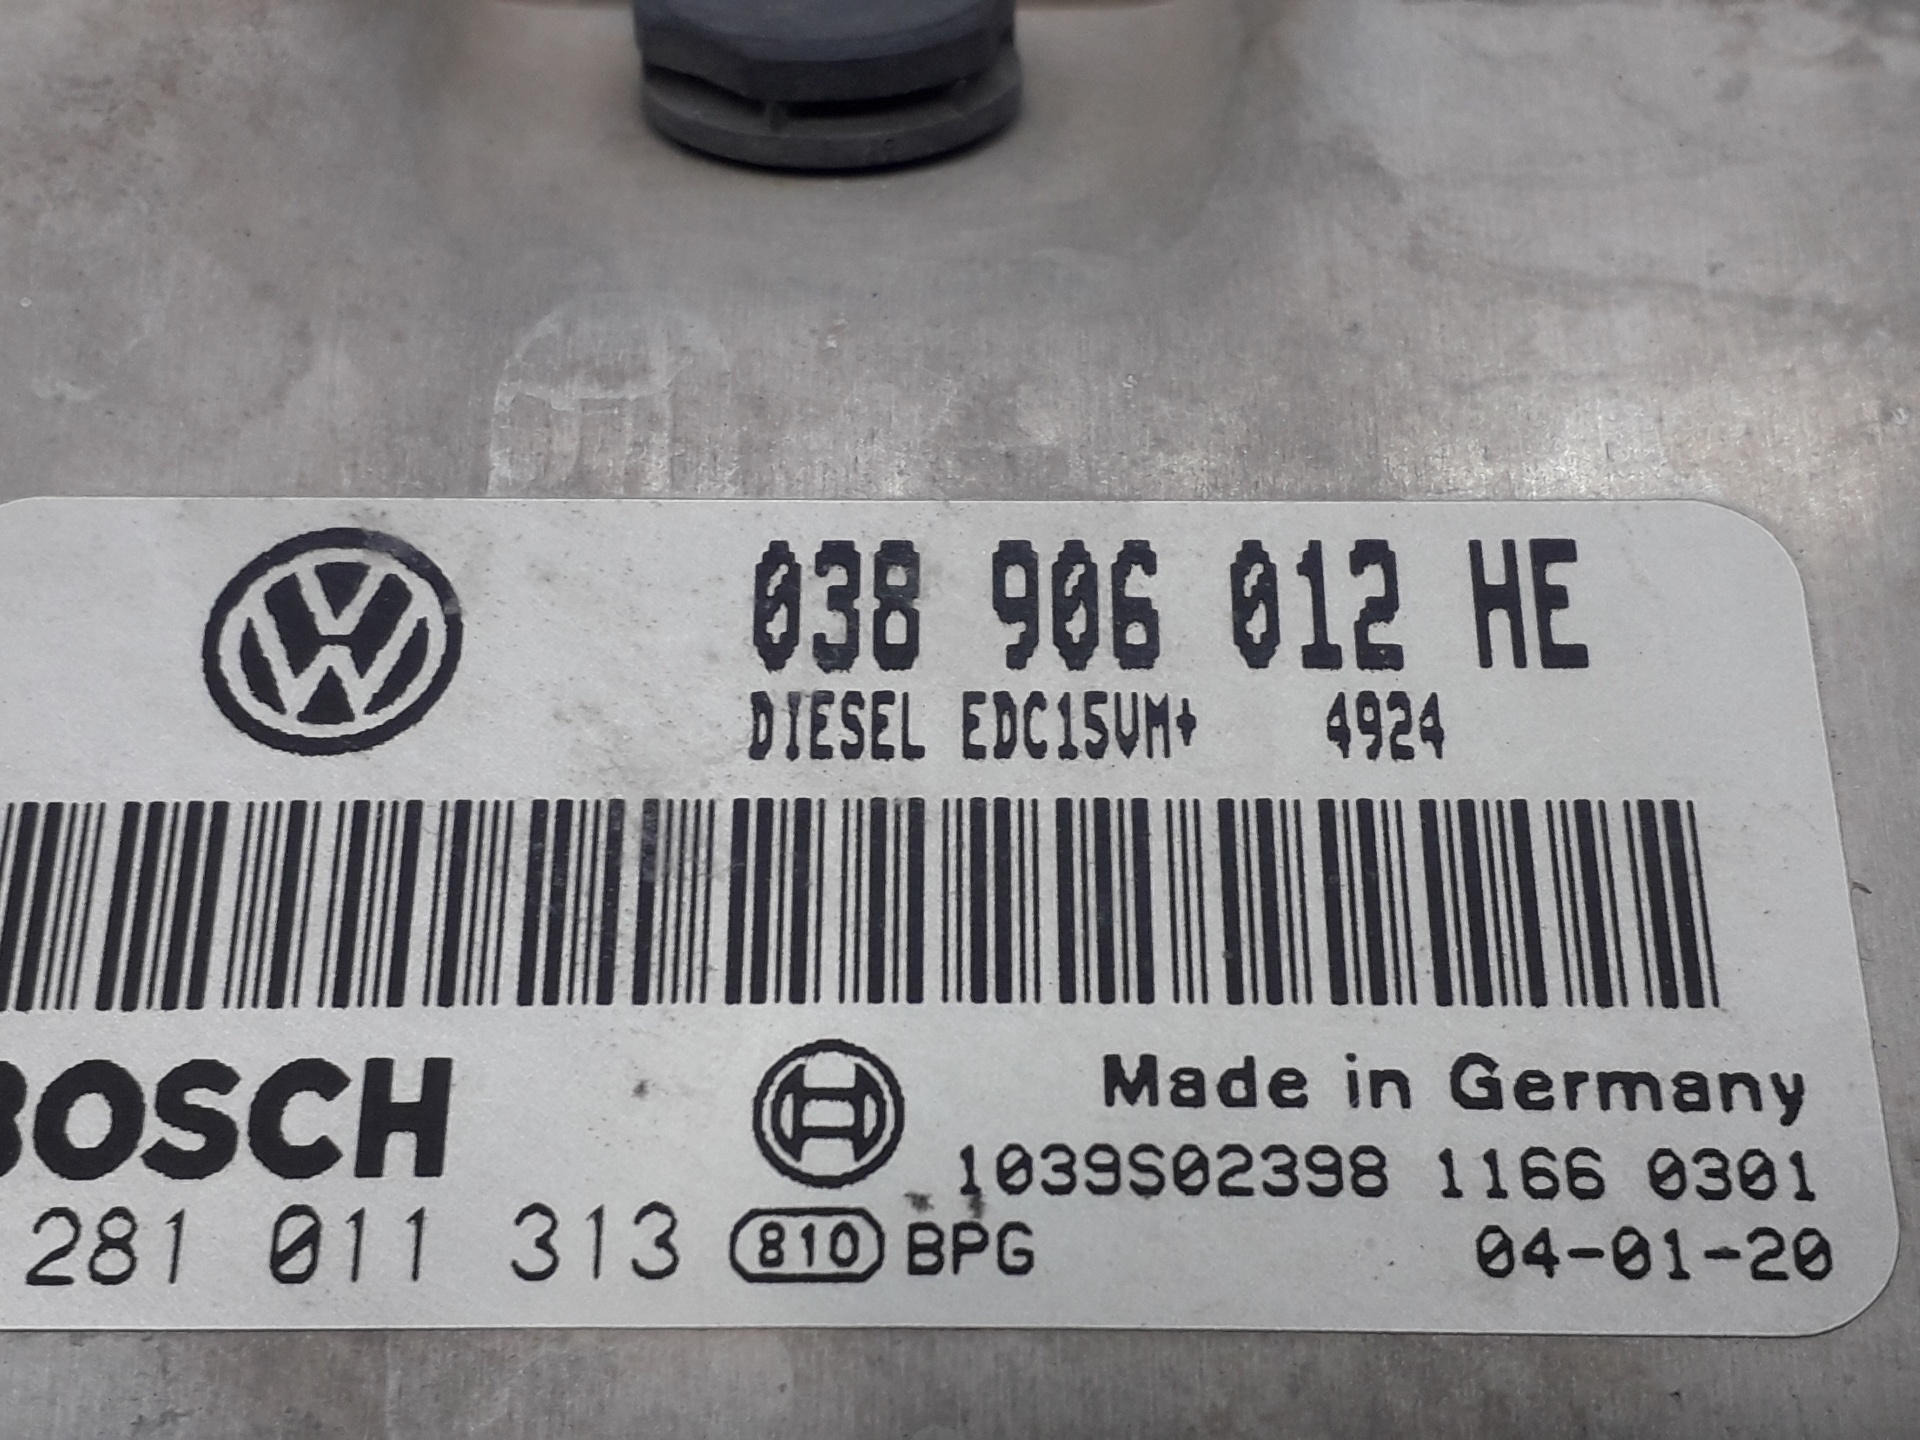 038 906 012 HE
DIESEL EDC15VM+ 4924
BOSCH
Made in Germany
1039S02398 1166 0301
281 011 313 810 BPG
04-01-20